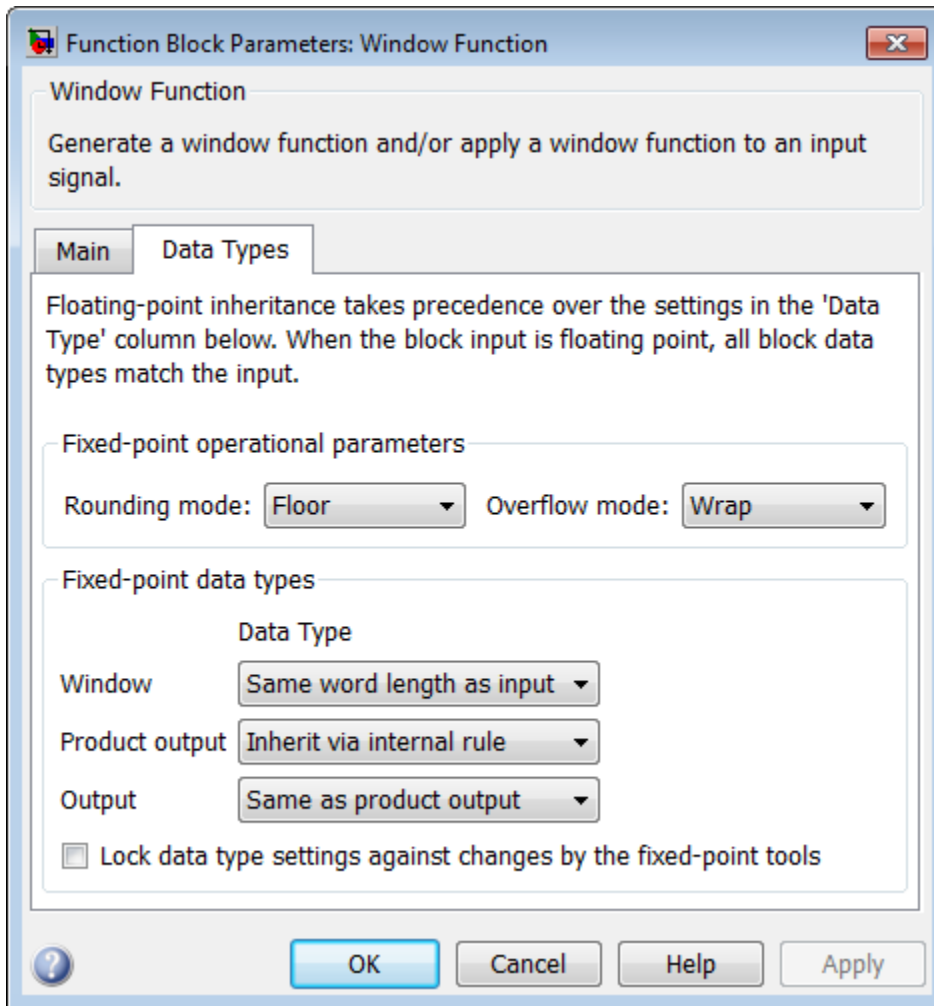 Function Block Parameters: Window Function
Window Function
Generate a window function and/or apply a window function to an input
signal.
Main
Data Types
Floating-point inheritance takes precedence over the settings in the 'Data
Type' column below. When the block input is floating point, all block data
types match the input.
Fixed-point operational parameters
Rounding mode: Floor Overflow mode: Wrap
Fixed-point data types
Data Type
Window Same word length as input
Product output Inherit via internal rule
Output Same as product output
Lock data type settings against changes by the fixed-point tools
? OK Cancel Help Apply